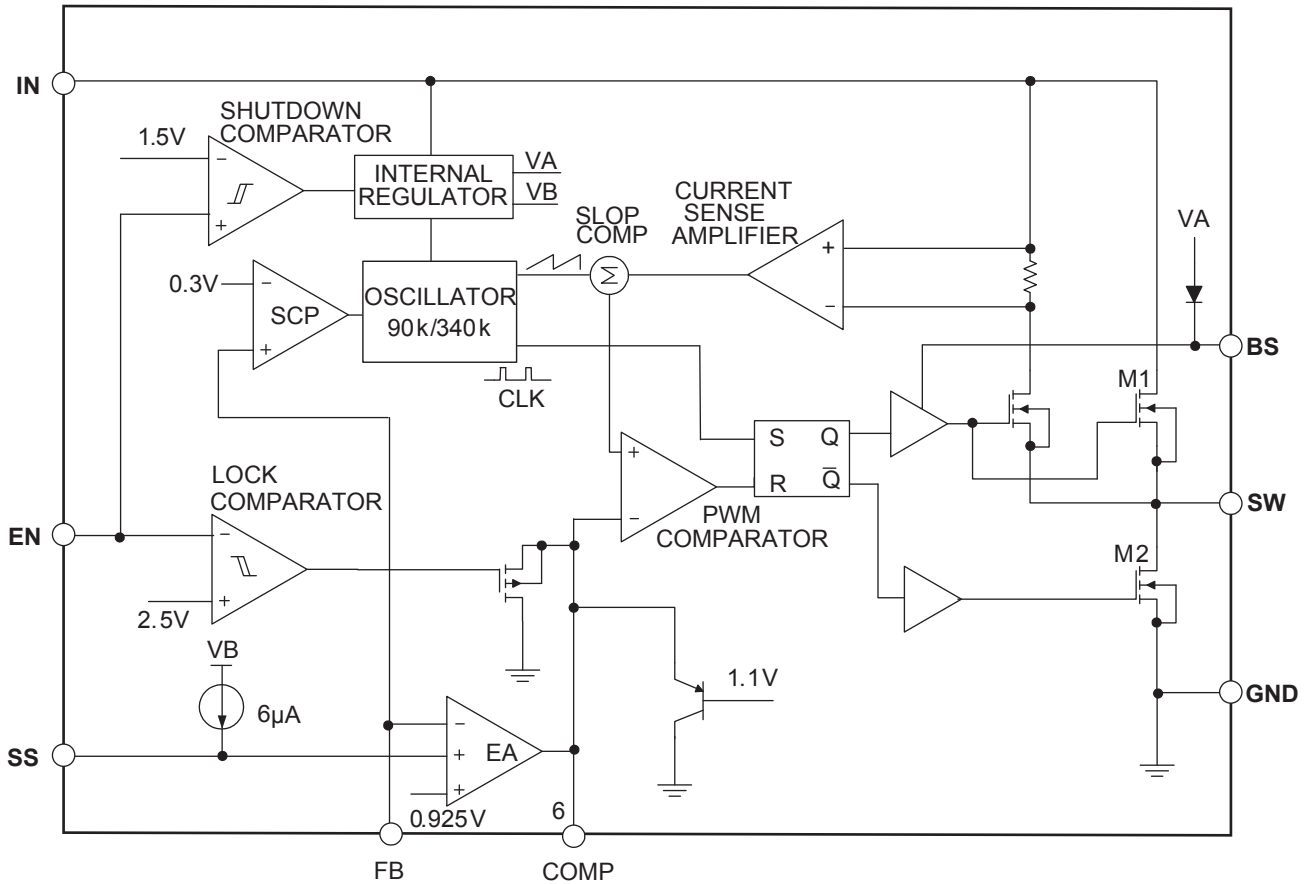 IN
SHUTDOWN
COMPARATOR
1.5V
−
+
INTERNAL
REGULATOR
VA
VB
SLOP
COMP
CURRENT
SENSE
AMPLIFIER
+
−
VA
0.3V
−
SCP
+
OSCILLATOR
90k/340k
Σ
CLK
BS
M1
S Q
R Q̅
+
−
PWM
COMPARATOR
LOCK
COMPARATOR
EN
−
+
2.5V
SW
M2
VB
6µA
1.1V
GND
SS
−
+
EA
+
0.925V
6
FB
COMP